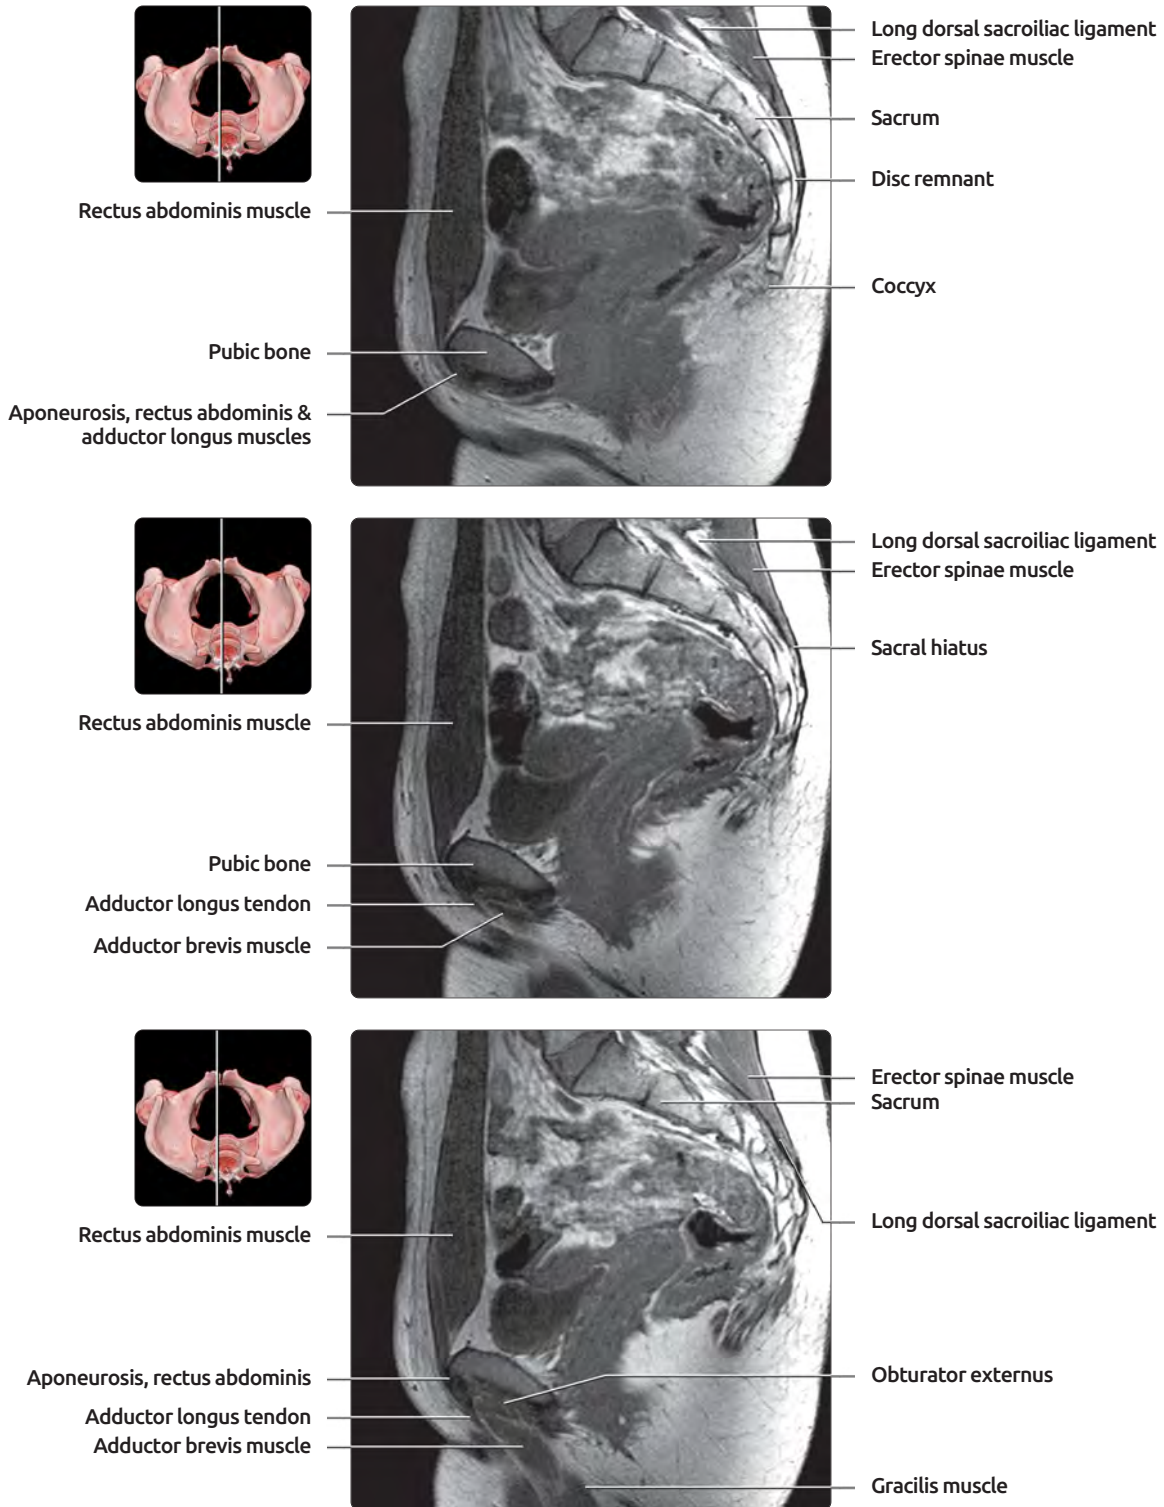 Long dorsal sacroiliac ligament
Erector spinae muscle
Sacrum
Disc remnant
Rectus abdominis muscle
Coccyx
Pubic bone
Aponeurosis, rectus abdominis &
adductor longus muscles
Long dorsal sacroiliac ligament
Erector spinae muscle
Sacral hiatus
Rectus abdominis muscle
Pubic bone
Adductor longus tendon
Adductor brevis muscle
Erector spinae muscle
Sacrum
Long dorsal sacroiliac ligament
Rectus abdominis muscle
Obturator externus
Aponeurosis, rectus abdominis
Adductor longus tendon
Adductor brevis muscle
Gracilis muscle